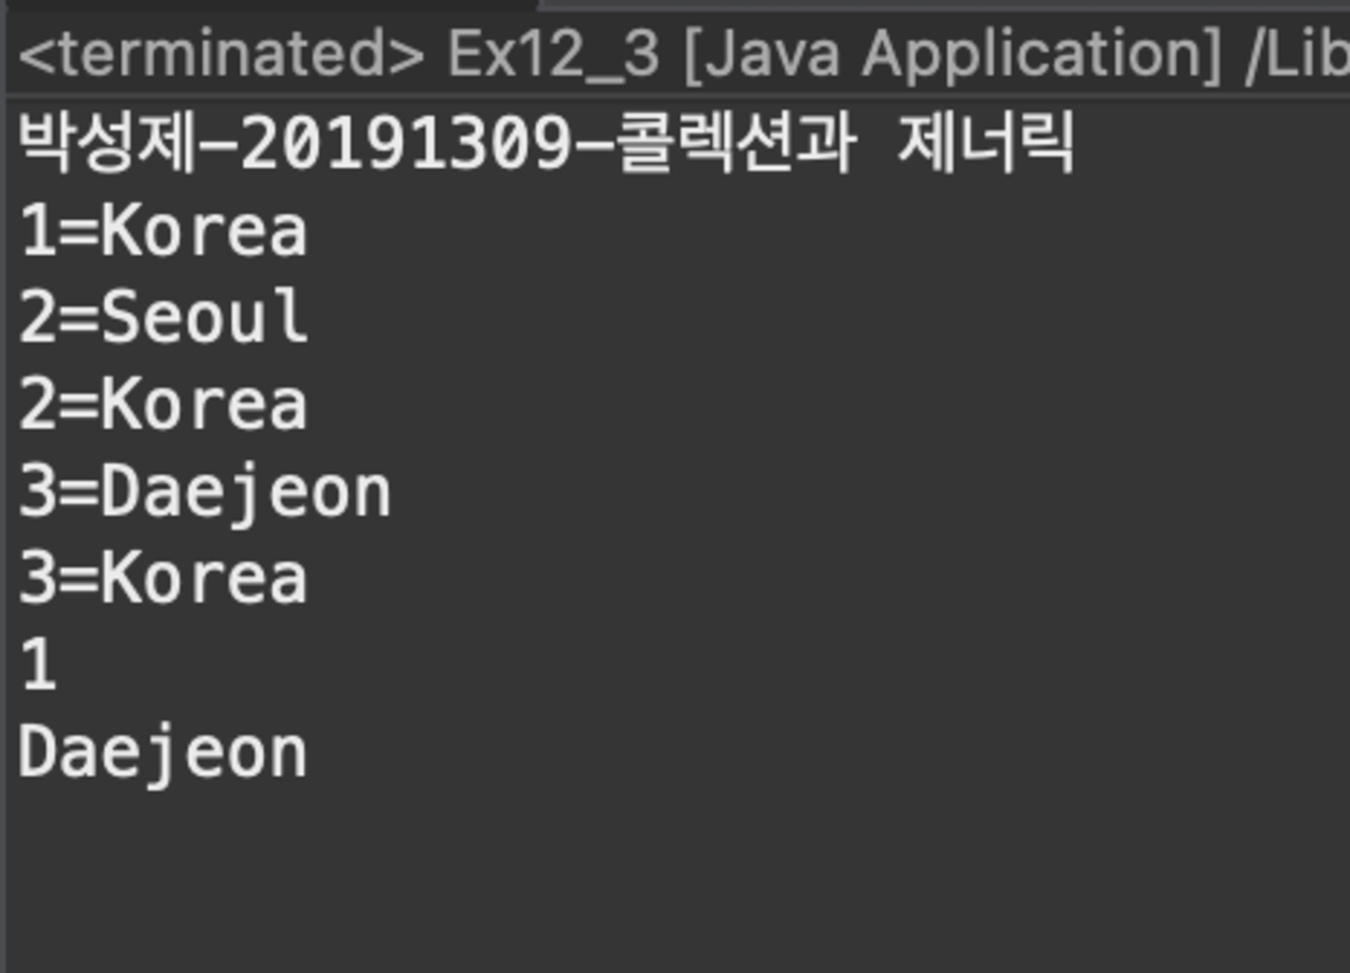 <terminated> Ex12_3 [Java Application] /Lib
박성제-20191309-콜렉션과 제너릭
1=Korea
2=Seoul
2=Korea
3=Daejeon
3=Korea
1
Daejeon